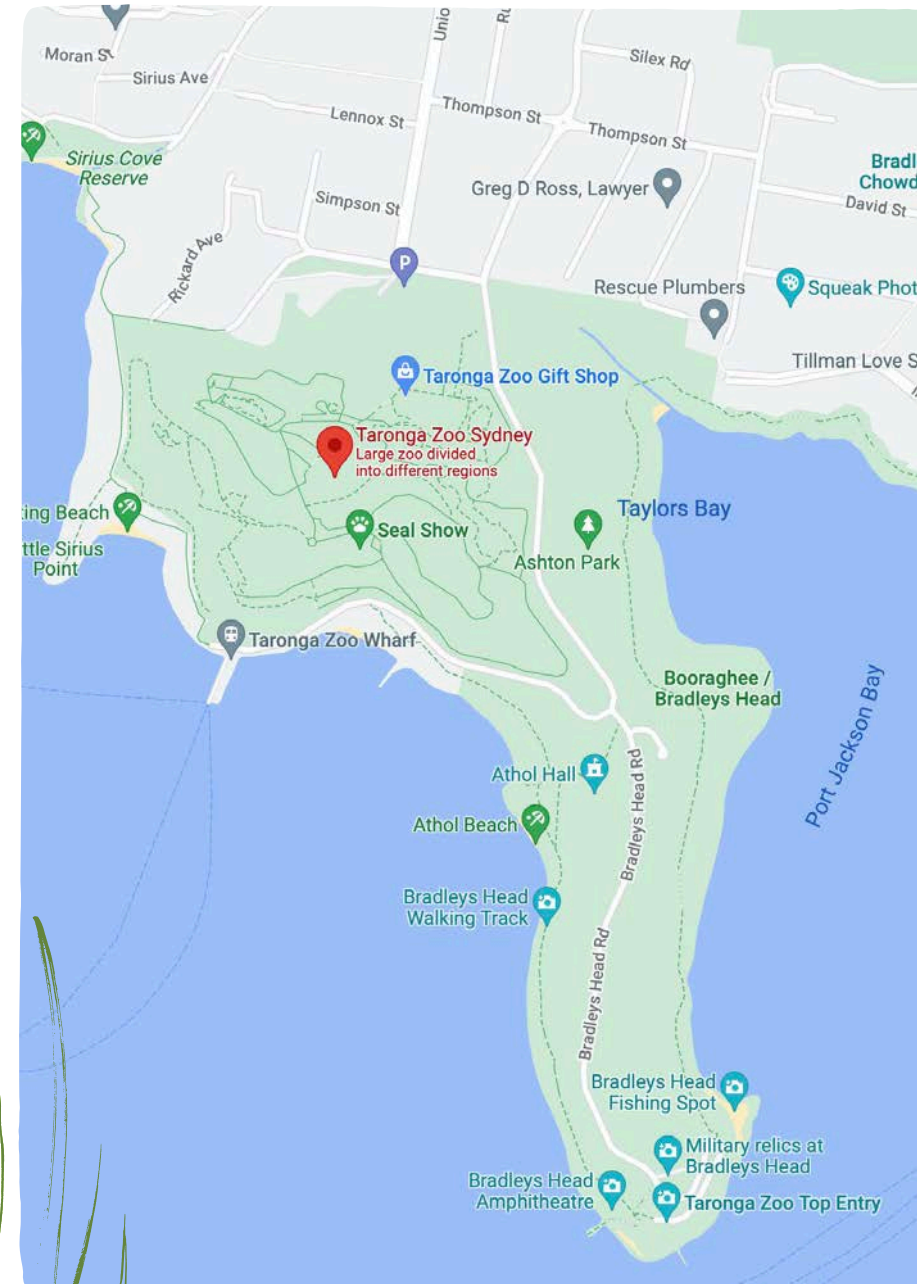 Moran St
Sirius Ave
Unio
Ru
Silex Rd
Lennox St
Thompson St
Thompson St
Sirius Cove
Reserve
Bradl
Chowd
Greg D Ross, Lawyer
Simpson St
David St
Rickard Ave
P
Rescue Plumbers
Squeak Phot
Tillman Love S
Taronga Zoo Gift Shop
Taronga Zoo Sydney
Large zoo divided
into different regions
ting Beach
Seal Show
Taylors Bay
ttle Sirius
Point
Ashton Park
Taronga Zoo Wharf
Booraghee /
Bradleys Head
Port Jackson Bay
Athol Hall
Bradleys Head Rd
Athol Beach
Bradleys Head
Walking Track
Bradleys Head Rd
Bradleys Head
Fishing Spot
Military relics at
Bradleys Head
Bradleys Head
Amphitheatre
Taronga Zoo Top Entry